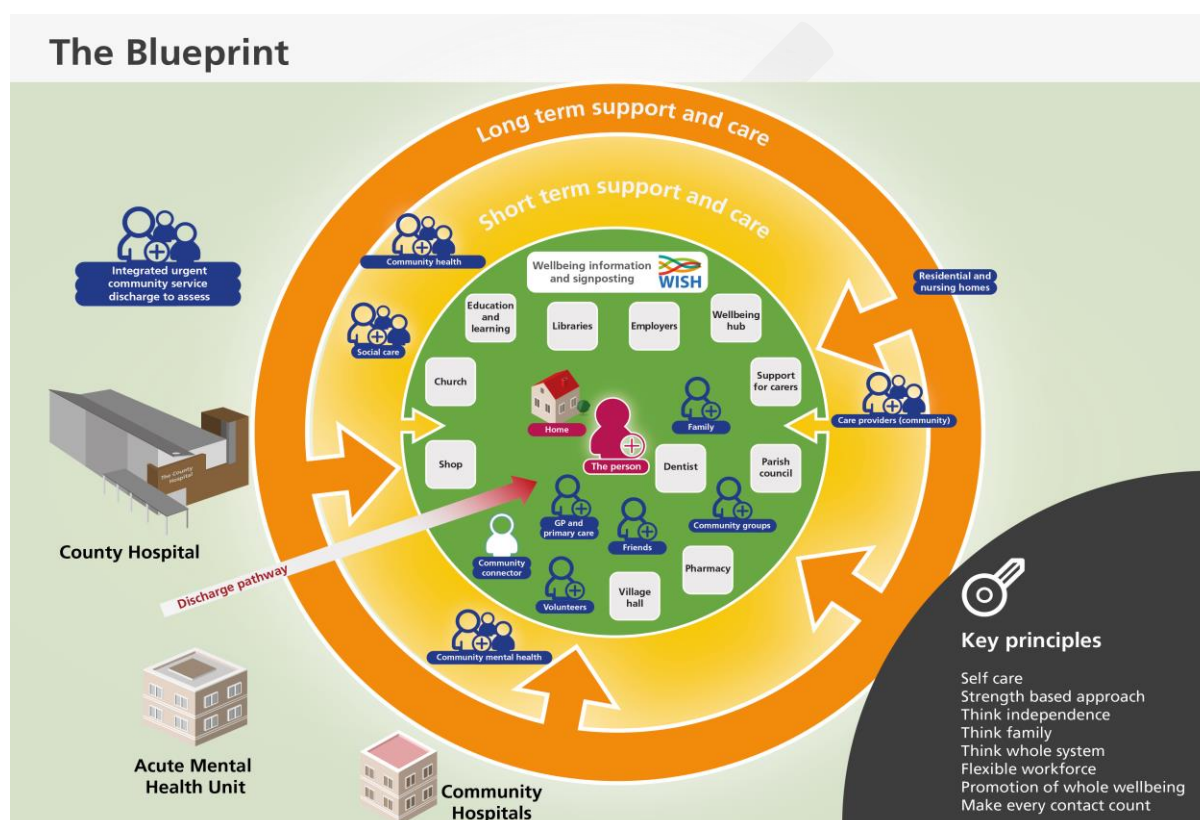 The Blueprint
Long term support and care
Short term support and care
Integrated urgent
community service
discharge to assess
Community health
Social care
Residential and
nursing homes
Care providers (community)
Wellbeing information
and signposting
WISH
Education
and
learning
Libraries
Employers
Wellbeing
hub
Church
Support
for carers
Home
The person
Family
Shop
Dentist
Parish
council
GP and
primary care
Friends
Community groups
Community
connector
Volunteers
Village
hall
Pharmacy
Community mental health
The County
Hospital
County Hospital
Discharge pathway
Acute Mental
Health Unit
Community
Hospitals
Key principles
Self care
Strength based approach
Think independence
Think family
Think whole system
Flexible workforce
Promotion of whole wellbeing
Make every contact count